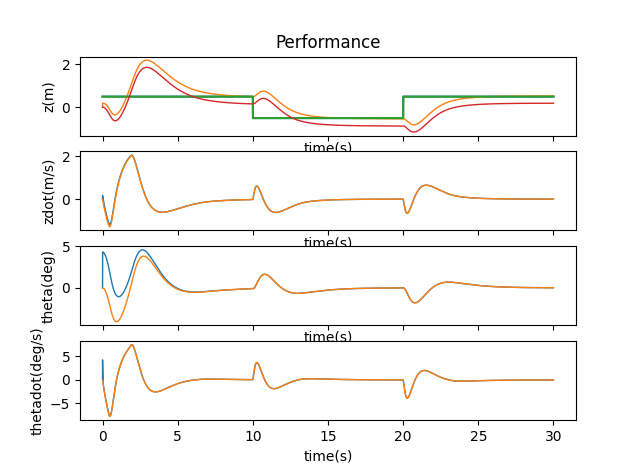 Performance
2
0
z(m)
time(s)
2
0
zdot(m/s)
time(s)
5
0
theta(deg)
time(s)
5
0
−5
thetadot(deg/s)
0
5
10
15
20
25
30
time(s)